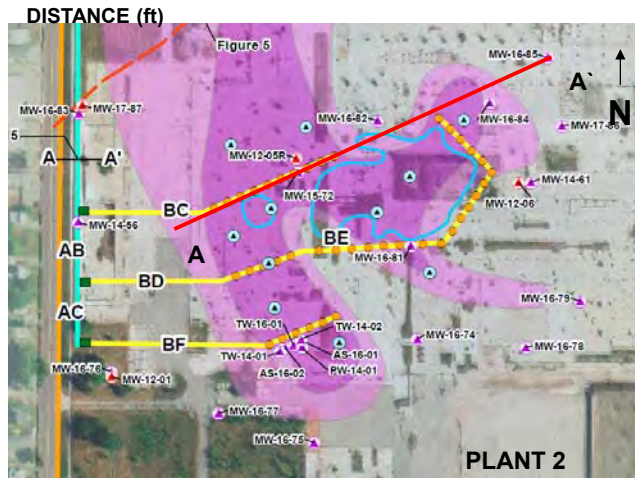 DISTANCE (ft)
Figure 5
MW-16-85
A`
N
MW-16-83
MW-17-87
MW-16-82
MW-16-84
5
A
A'
MW-12-05R
MW-15-72
MW-14-61
MW-12-06
BC
MW-14-56
A
AB
BE
MW-16-81
BD
MW-16-79
AC
TW-16-01
TW-14-02
BF
TW-14-01
AS-16-01
MW-16-74
MW-16-78
AS-16-02
PW-14-01
MW-16-76
MW-12-01
MW-16-77
MW-16-75
PLANT 2